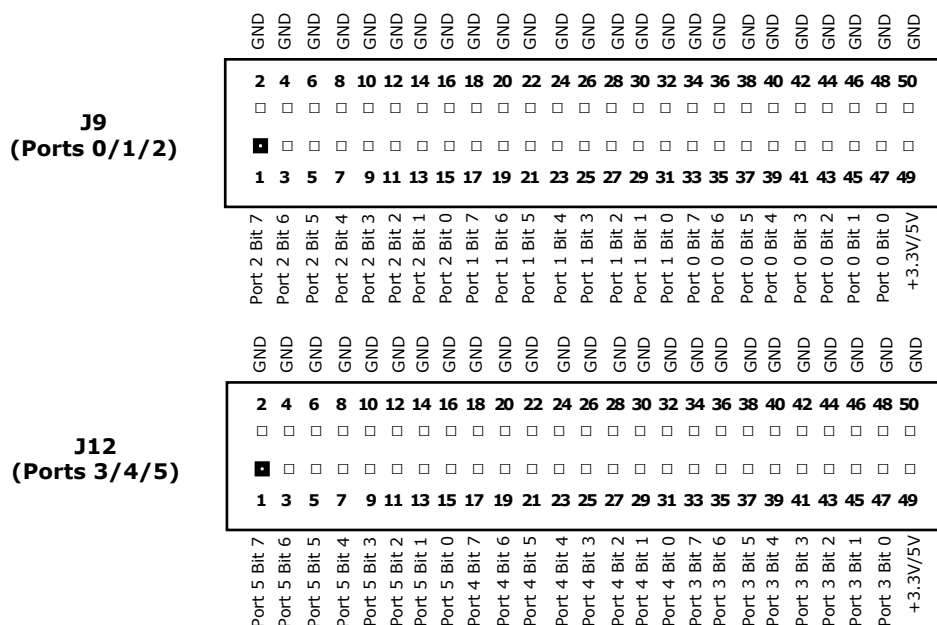 GND GND GND GND GND GND GND GND GND GND GND GND GND GND GND GND GND GND GND GND GND GND GND GND GND
2 4 6 8 10 12 14 16 18 20 22 24 26 28 30 32 34 36 38 40 42 44 46 48 50
J9
(Ports 0/1/2)
1 3 5 7 9 11 13 15 17 19 21 23 25 27 29 31 33 35 37 39 41 43 45 47 49
Port 2 Bit 7
Port 2 Bit 6
Port 2 Bit 5
Port 2 Bit 4
Port 2 Bit 3
Port 2 Bit 2
Port 2 Bit 1
Port 2 Bit 0
Port 1 Bit 7
Port 1 Bit 6
Port 1 Bit 5
Port 1 Bit 4
Port 1 Bit 3
Port 1 Bit 2
Port 1 Bit 1
Port 1 Bit 0
Port 0 Bit 7
Port 0 Bit 6
Port 0 Bit 5
Port 0 Bit 4
Port 0 Bit 3
Port 0 Bit 2
Port 0 Bit 1
Port 0 Bit 0
+3.3V/5V
GND GND GND GND GND GND GND GND GND GND GND GND GND GND GND GND GND GND GND GND GND GND GND GND GND
2 4 6 8 10 12 14 16 18 20 22 24 26 28 30 32 34 36 38 40 42 44 46 48 50
J12
(Ports 3/4/5)
1 3 5 7 9 11 13 15 17 19 21 23 25 27 29 31 33 35 37 39 41 43 45 47 49
Port 5 Bit 7
Port 5 Bit 6
Port 5 Bit 5
Port 5 Bit 4
Port 5 Bit 3
Port 5 Bit 2
Port 5 Bit 1
Port 5 Bit 0
Port 4 Bit 7
Port 4 Bit 6
Port 4 Bit 5
Port 4 Bit 4
Port 4 Bit 3
Port 4 Bit 2
Port 4 Bit 1
Port 4 Bit 0
Port 3 Bit 7
Port 3 Bit 6
Port 3 Bit 5
Port 3 Bit 4
Port 3 Bit 3
Port 3 Bit 2
Port 3 Bit 1
Port 3 Bit 0
+3.3V/5V